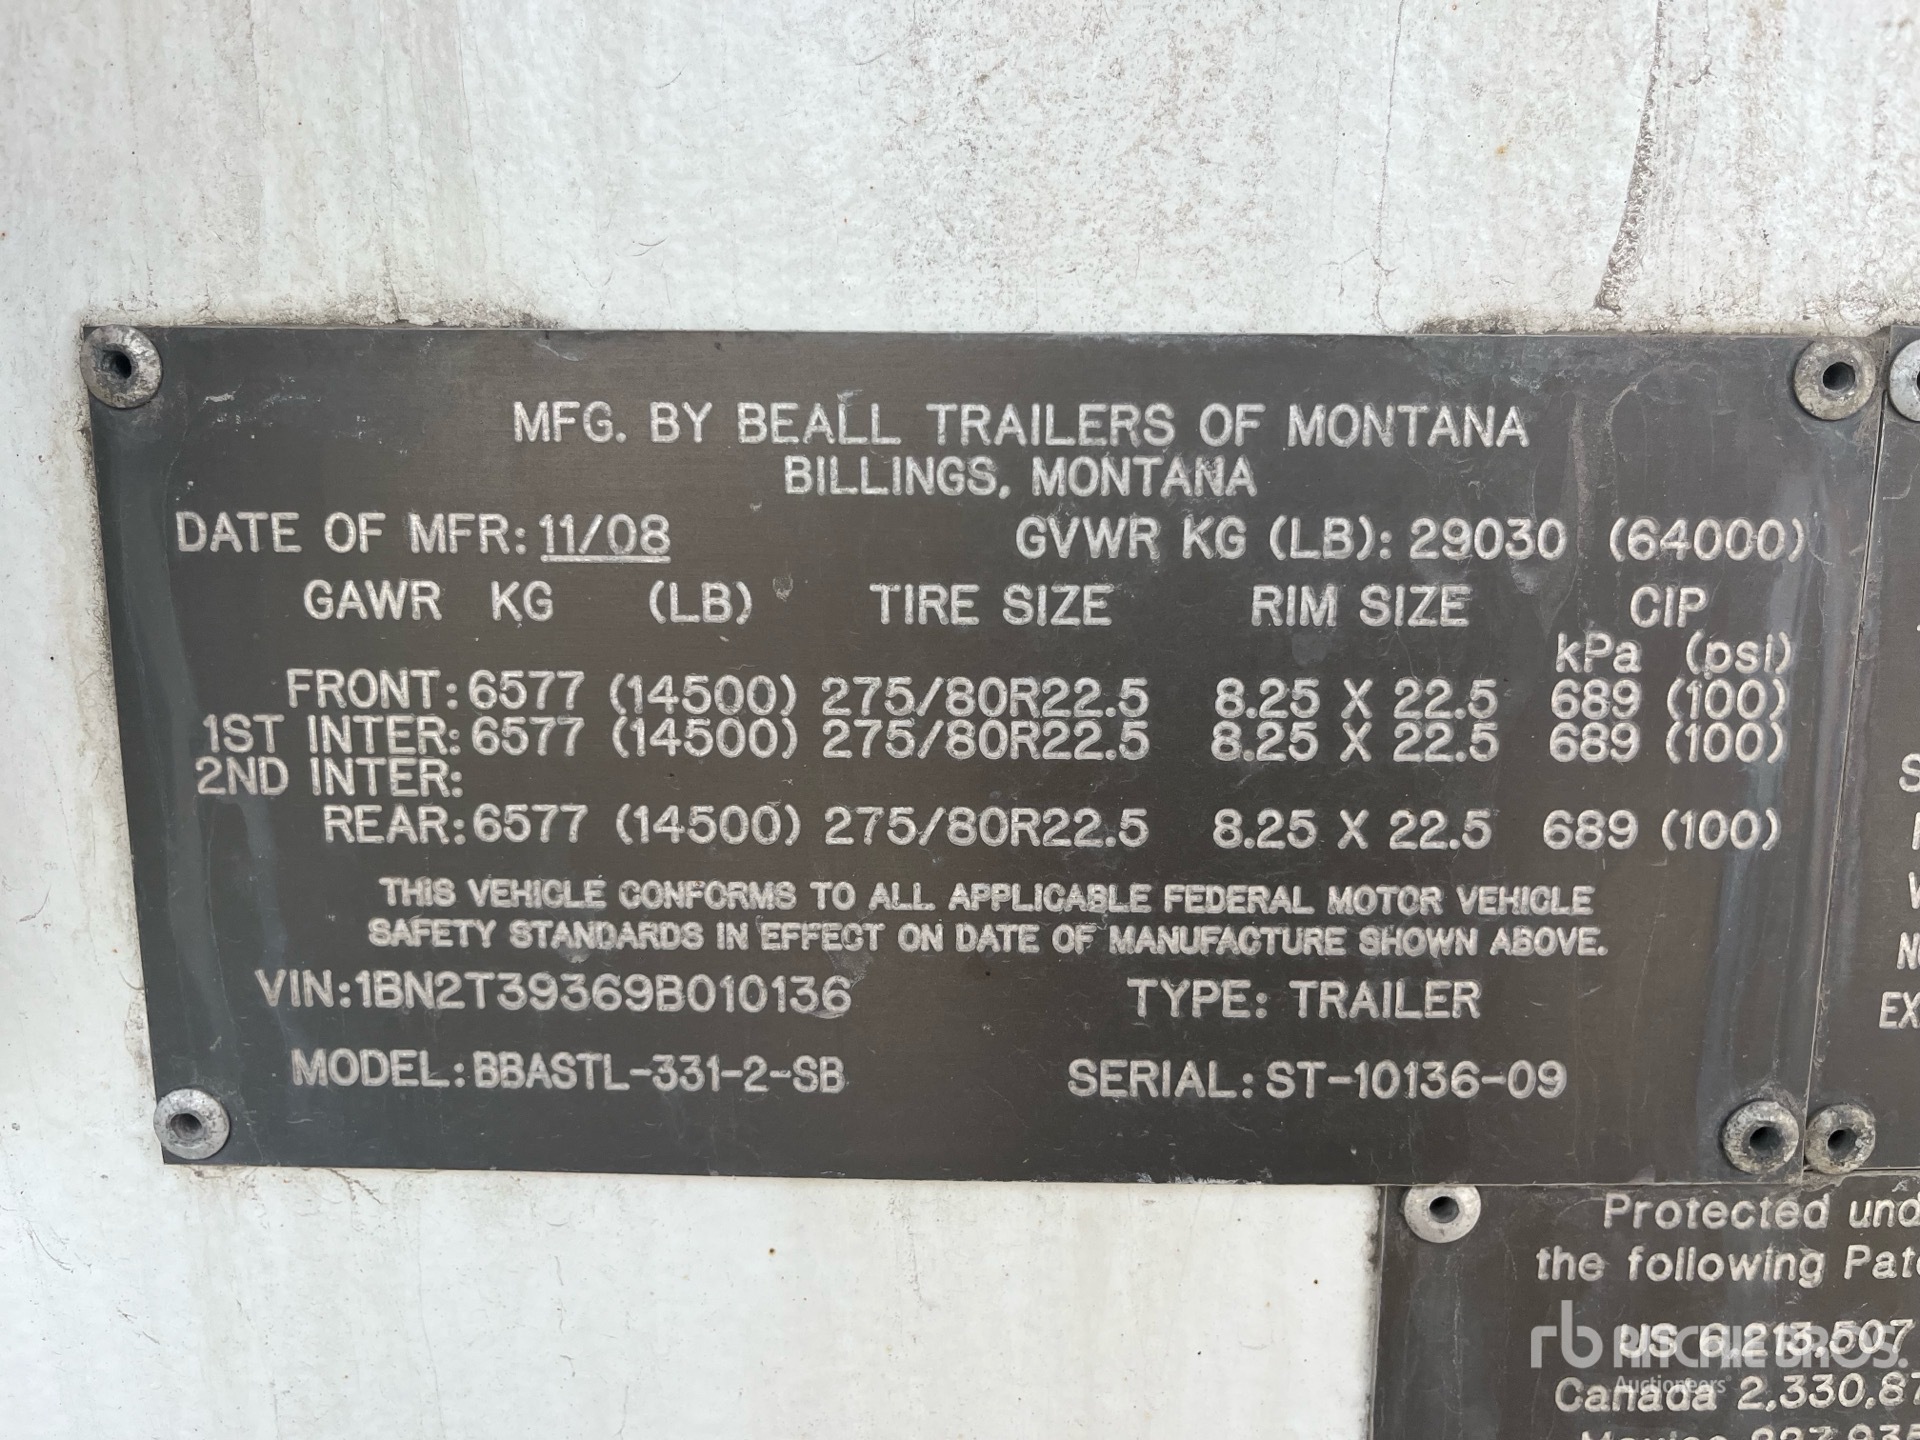 MFG. BY BEALL TRAILERS OF MONTANA
BILLINGS, MONTANA
DATE OF MFR: 11/08 GVWR KG (LB): 29030 (64000)
GAWR KG (LB) TIRE SIZE RIM SIZE CIP
kPa (psi)
FRONT: 6577 (14500) 275/80R22.5 8.25 X 22.5 689 (100)
1ST INTER: 6577 (14500) 275/80R22.5 8.25 X 22.5 689 (100)
2ND INTER:
REAR: 6577 (14500) 275/80R22.5 8.25 X 22.5 689 (100)
THIS VEHICLE CONFORMS TO ALL APPLICABLE FEDERAL MOTOR VEHICLE
SAFETY STANDARDS IN EFFECT ON DATE OF MANUFACTURE SHOWN ABOVE.
VIN: 1BN2T39369B010136 TYPE: TRAILER
MODEL: BBASTL-331-2-SB SERIAL: ST-10136-09
Protected und
the following Pate
US 6,213,507
Canada 2,330,87
rb RITCHIE BROS.
Auctioneers